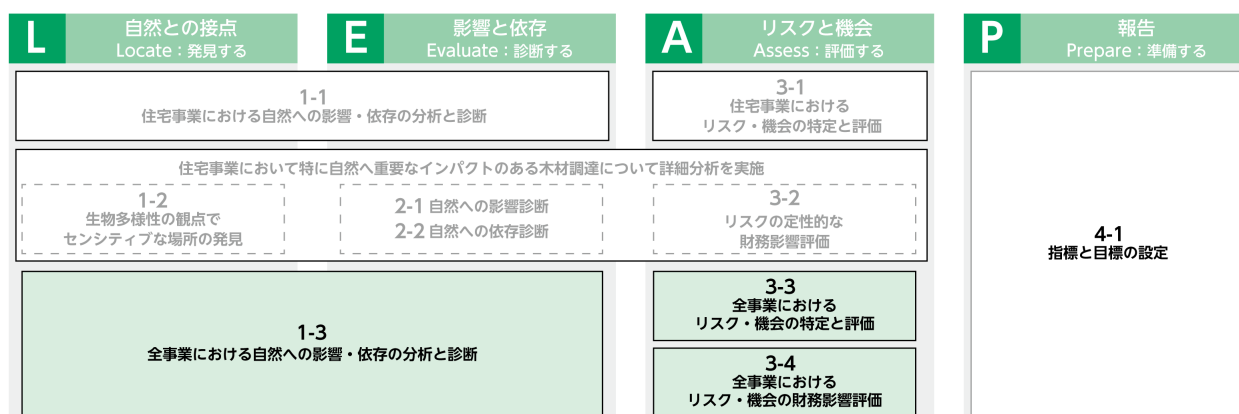 L
自然との接点
Locate：発見する
E
影響と依存
Evaluate：診断する
A
リスクと機会
Assess：評価する
P
報告
Prepare：準備する
1-1
住宅事業における自然への影響・依存の分析と診断
3-1
住宅事業における
リスク・機会の特定と評価
住宅事業において特に自然へ重要なインパクトのある木材調達について詳細分析を実施
1-2
生物多様性の観点で
センシティブな場所の発見
2-1 自然への影響診断
2-2 自然への依存診断
3-2
リスクの定性的な
財務影響評価
4-1
指標と目標の設定
1-3
全事業における自然への影響・依存の分析と診断
3-3
全事業における
リスク・機会の特定と評価
3-4
全事業における
リスク・機会の財務影響評価